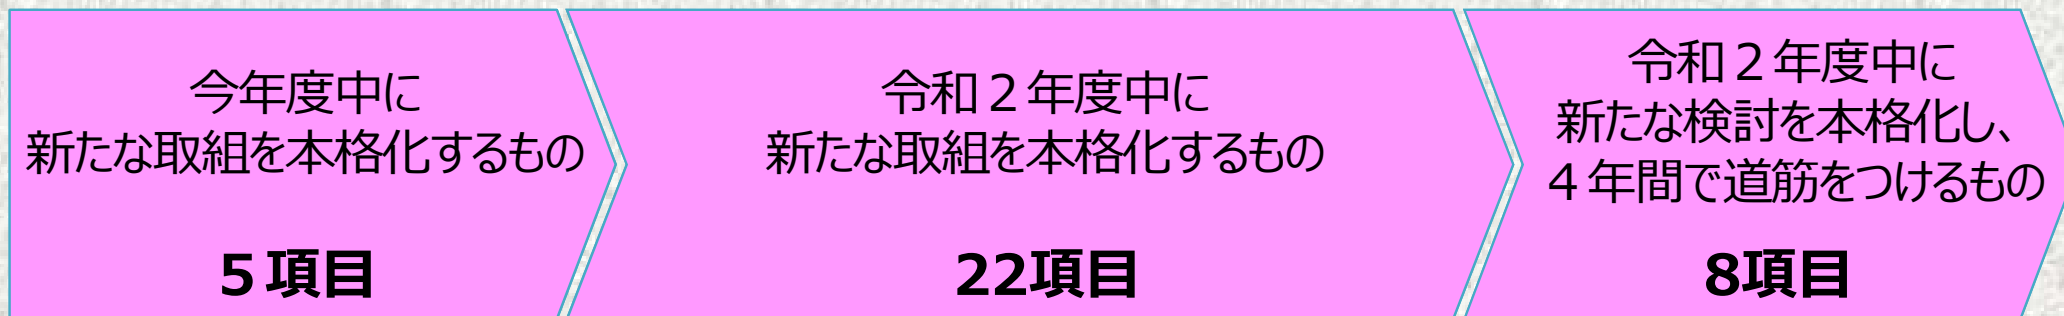 今年度中に
新たな取組を本格化するもの
５項目
令和２年度中に
新たな取組を本格化するもの
22項目
令和２年度中に
新たな検討を本格化し、
４年間で道筋をつけるもの
8項目